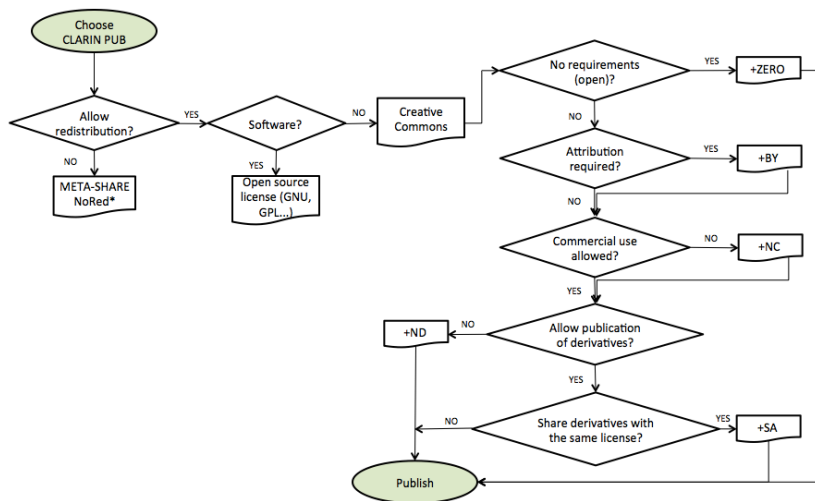 Choose
CLARIN PUB
No requirements
(open)?
YES
+ZERO
Allow
redistribution?
YES
Software?
NO
Creative
Commons
NO
NO
META-SHARE
NoRed*
YES
Open source
license (GNU,
GPL...)
Attribution
required?
YES
+BY
NO
Commercial use
allowed?
NO
+NC
YES
+ND
NO
Allow publication
of derivatives?
YES
NO
Share derivatives with
the same license?
YES
+SA
Publish